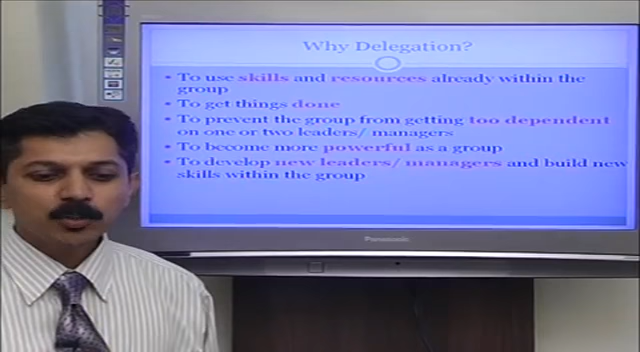 Why Delegation?
• To use skills and resources already within the
group
• To get things done
• To prevent the group from getting too dependent
on one or two leaders/ managers
• To become more powerful as a group
• To develop new leaders/ managers and build new
skills within the group
Panasonic